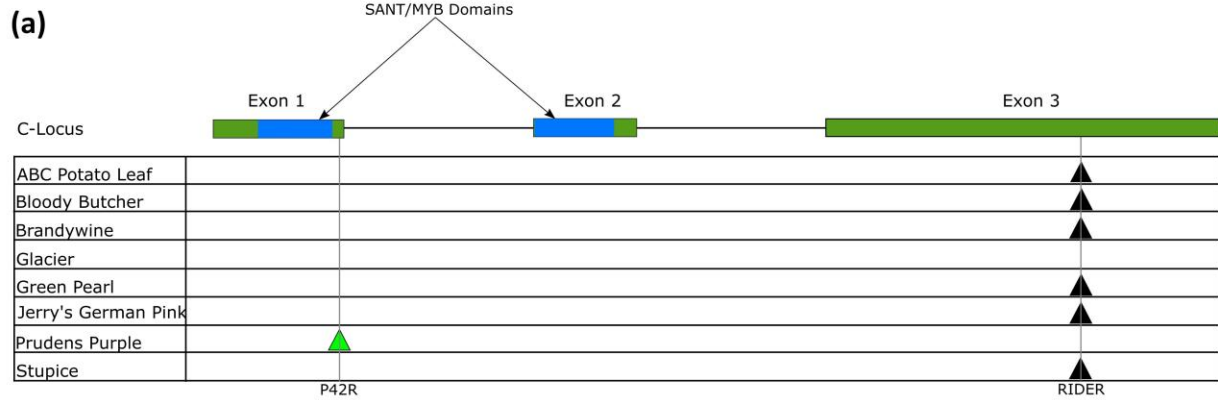 (a)
SANT/MYB Domains
Exon 1
Exon 2
Exon 3
C-Locus
ABC Potato Leaf
Bloody Butcher
Brandywine
Glacier
Green Pearl
Jerry's German Pink
Prudens Purple
Stupice
P42R
RIDER